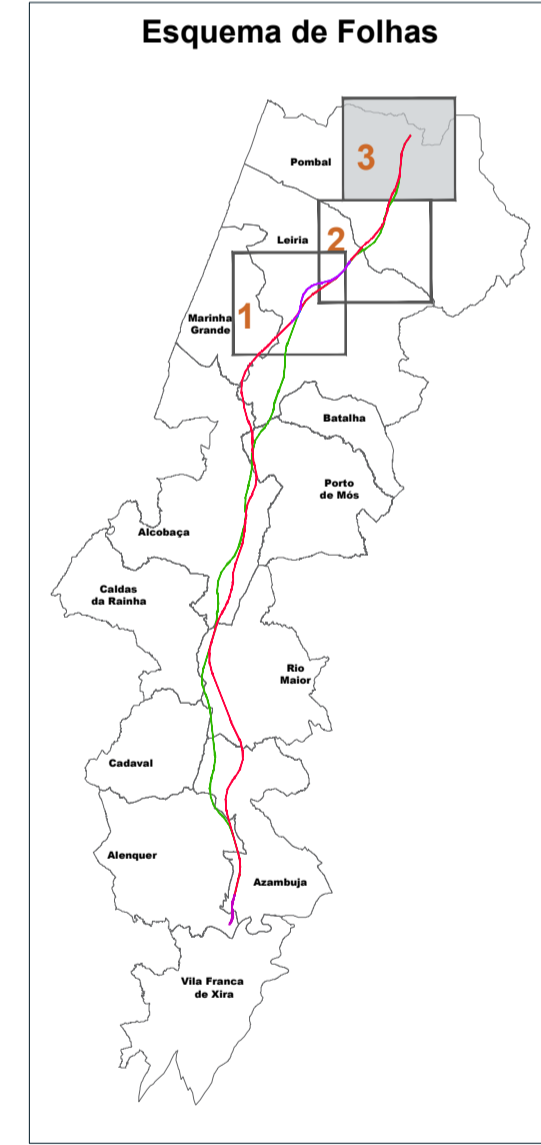 Esquema de Folhas
3
Pombal
2
Leiria
1
Marinha
Grande
Batalha
Porto
de Mós
Alcobaça
Caldas
da Rainha
Rio
Maior
Cadaval
Alenquer
Azambuja
Vila Franca
de Xira